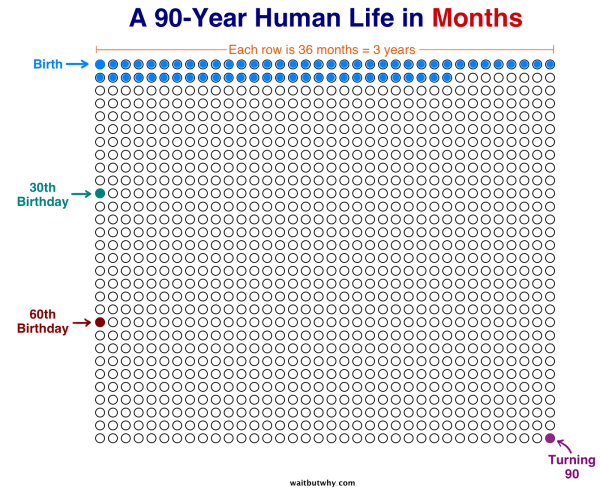 A 90-Year Human Life in Months
Each row is 36 months = 3 years
Birth
30th
Birthday
60th
Birthday
Turning
90
waitbutwhy.com